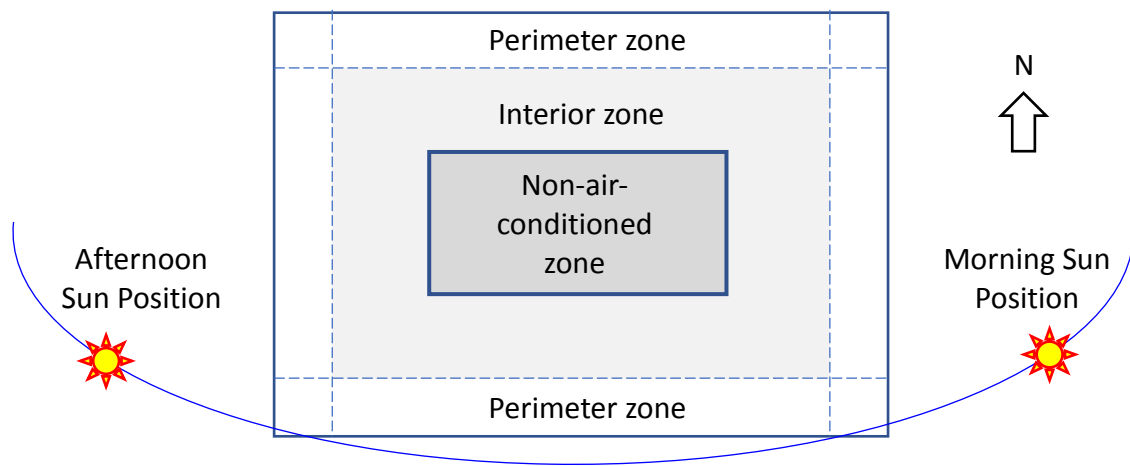 Perimeter zone
N
Interior zone
Non-air-
conditioned
zone
Afternoon
Sun Position
Morning Sun
Position
Perimeter zone